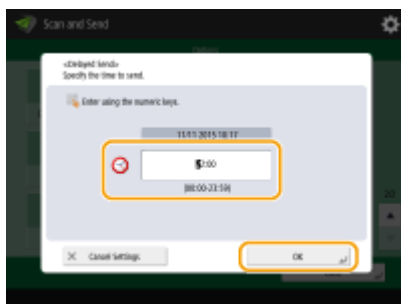 Scan and Send
<Delayed Send>
Specify the time to send.
Enter using the numeric keys.
11/11 2015 18:17
(00:00-23:59)
Cancel Settings
OK